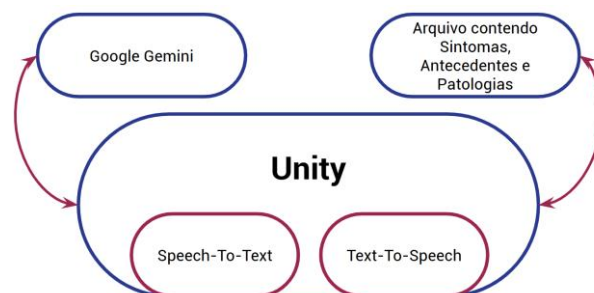 Google Gemini
Arquivo contendo
Sintomas,
Antecedentes e
Patologias
Unity
Speech-To-Text
Text-To-Speech